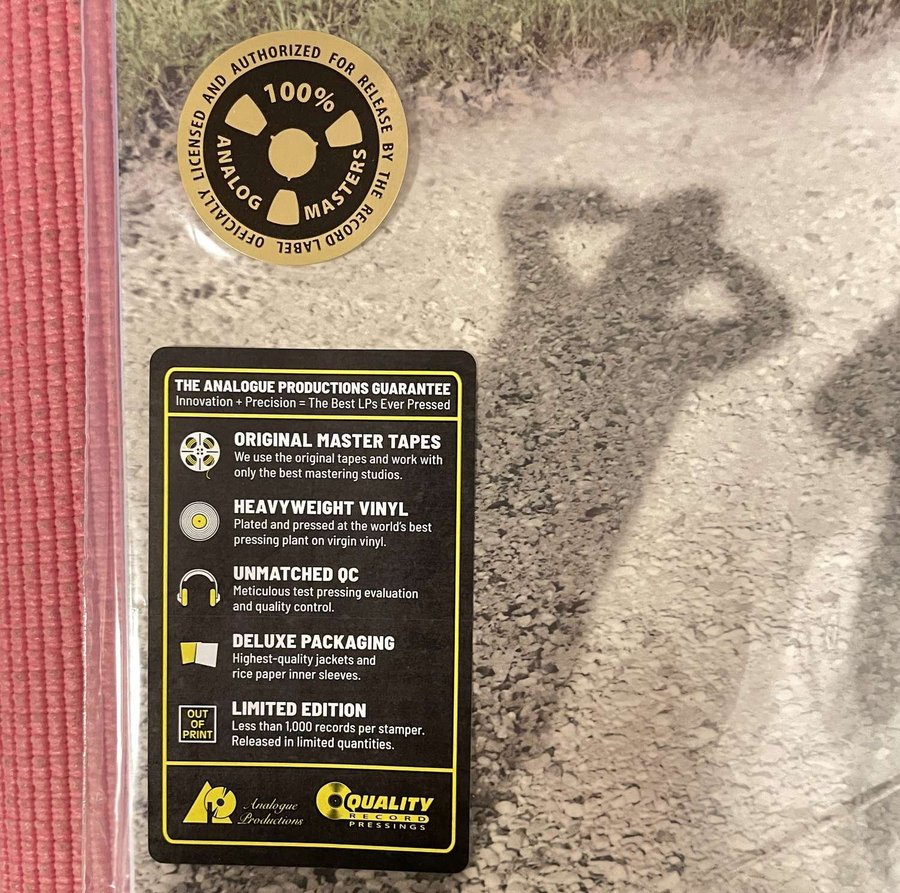 OFFICIALLY LICENSED AND AUTHORIZED FOR RELEASE BY THE RECORD LABEL
100%
ANALOG MASTERS
THE ANALOGUE PRODUCTIONS GUARANTEE
Innovation + Precision = The Best LPs Ever Pressed
ORIGINAL MASTER TAPES
We use the original tapes and work with
only the best mastering studios.
HEAVYWEIGHT VINYL
Plated and pressed at the world's best
pressing plant on virgin vinyl.
UNMATCHED QC
Meticulous test pressing evaluation
and quality control.
DELUXE PACKAGING
Highest-quality jackets and
rice paper inner sleeves.
OUT
OF
PRINT
LIMITED EDITION
Less than 1,000 records per stamper.
Released in limited quantities.
AP
Analogue
Productions
QUALITY
RECORD
PRESSINGS